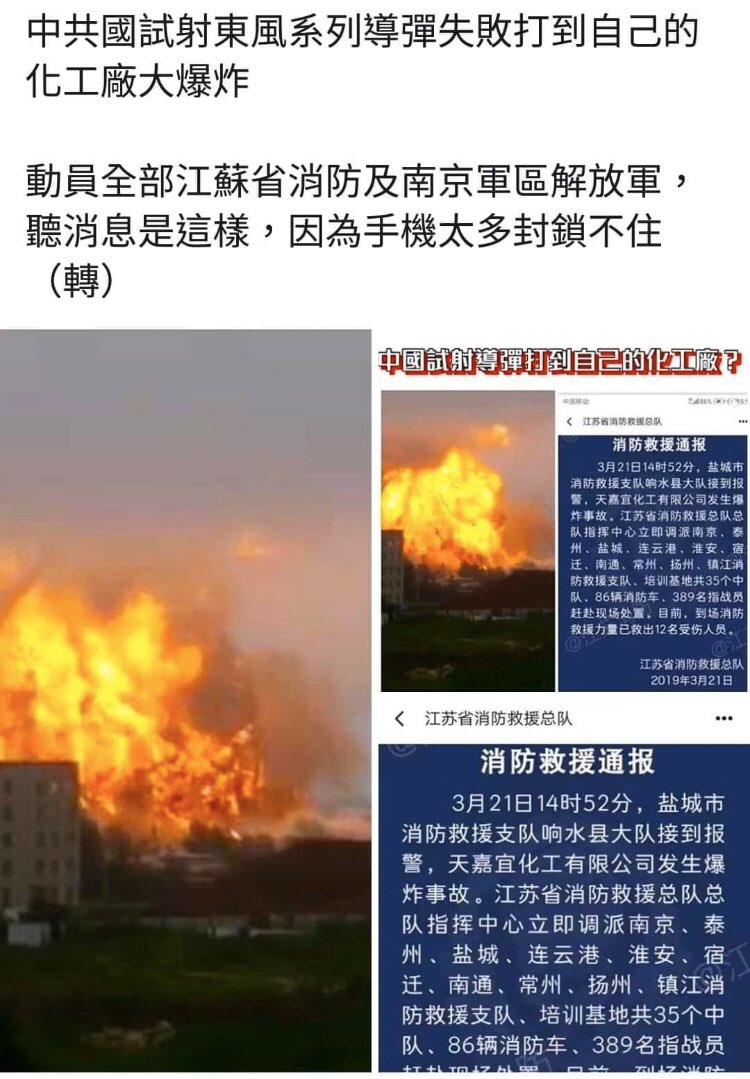 中共國試射東風系列導彈失敗打到自己的
化工廠大爆炸
動員全部江蘇省消防及南京軍區解放軍，
聽消息是這樣，因為手機太多封鎖不住
（轉）
中國試射導彈打到自己的化工廠？
中国移动
江苏省消防救援总队
消防救援通报
3月21日14时52分，盐城市
消防救援支队响水县大队接到报
警，天嘉宜化工有限公司发生爆
炸事故。江苏省消防救援总队总
队指挥中心立即调派南京、泰
州、盐城、连云港、淮安、宿
迁、南通、常州、扬州、镇江消
防救援支队、培训基地共35个中
队、86辆消防车、389名指战员
赶赴现场处置。目前，到场消防
救援力量已救出12名受伤人员。
江苏省消防救援总队
2019年3月21日
江苏省消防救援总队
消防救援通报
3月21日14时52分，盐城市
消防救援支队响水县大队接到报
警，天嘉宜化工有限公司发生爆
炸事故。江苏省消防救援总队总
队指挥中心立即调派南京、泰
州、盐城、连云港、淮安、宿
迁、南通、常州、扬州、镇江消
防救援支队、培训基地共35个中
队、86辆消防车、389名指战员